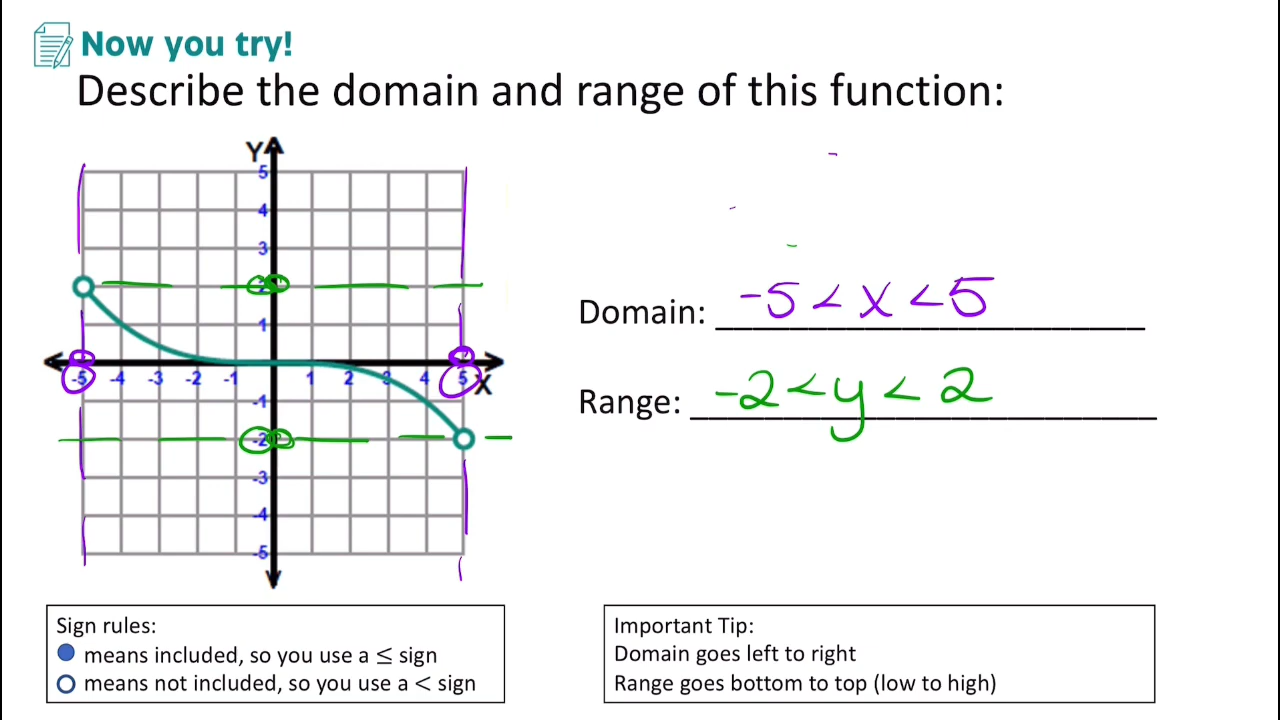 Now you try!
Describe the domain and range of this function:
Y
5
4
3
2
1
-5 -4 -3 -2 -1 1 2 3 4 5 X
-1
-2
-3
-4
-5
Domain: -5 < x < 5
Range: -2 < y < 2
Sign rules:
means included, so you use a ≤ sign
means not included, so you use a < sign
Important Tip:
Domain goes left to right
Range goes bottom to top (low to high)